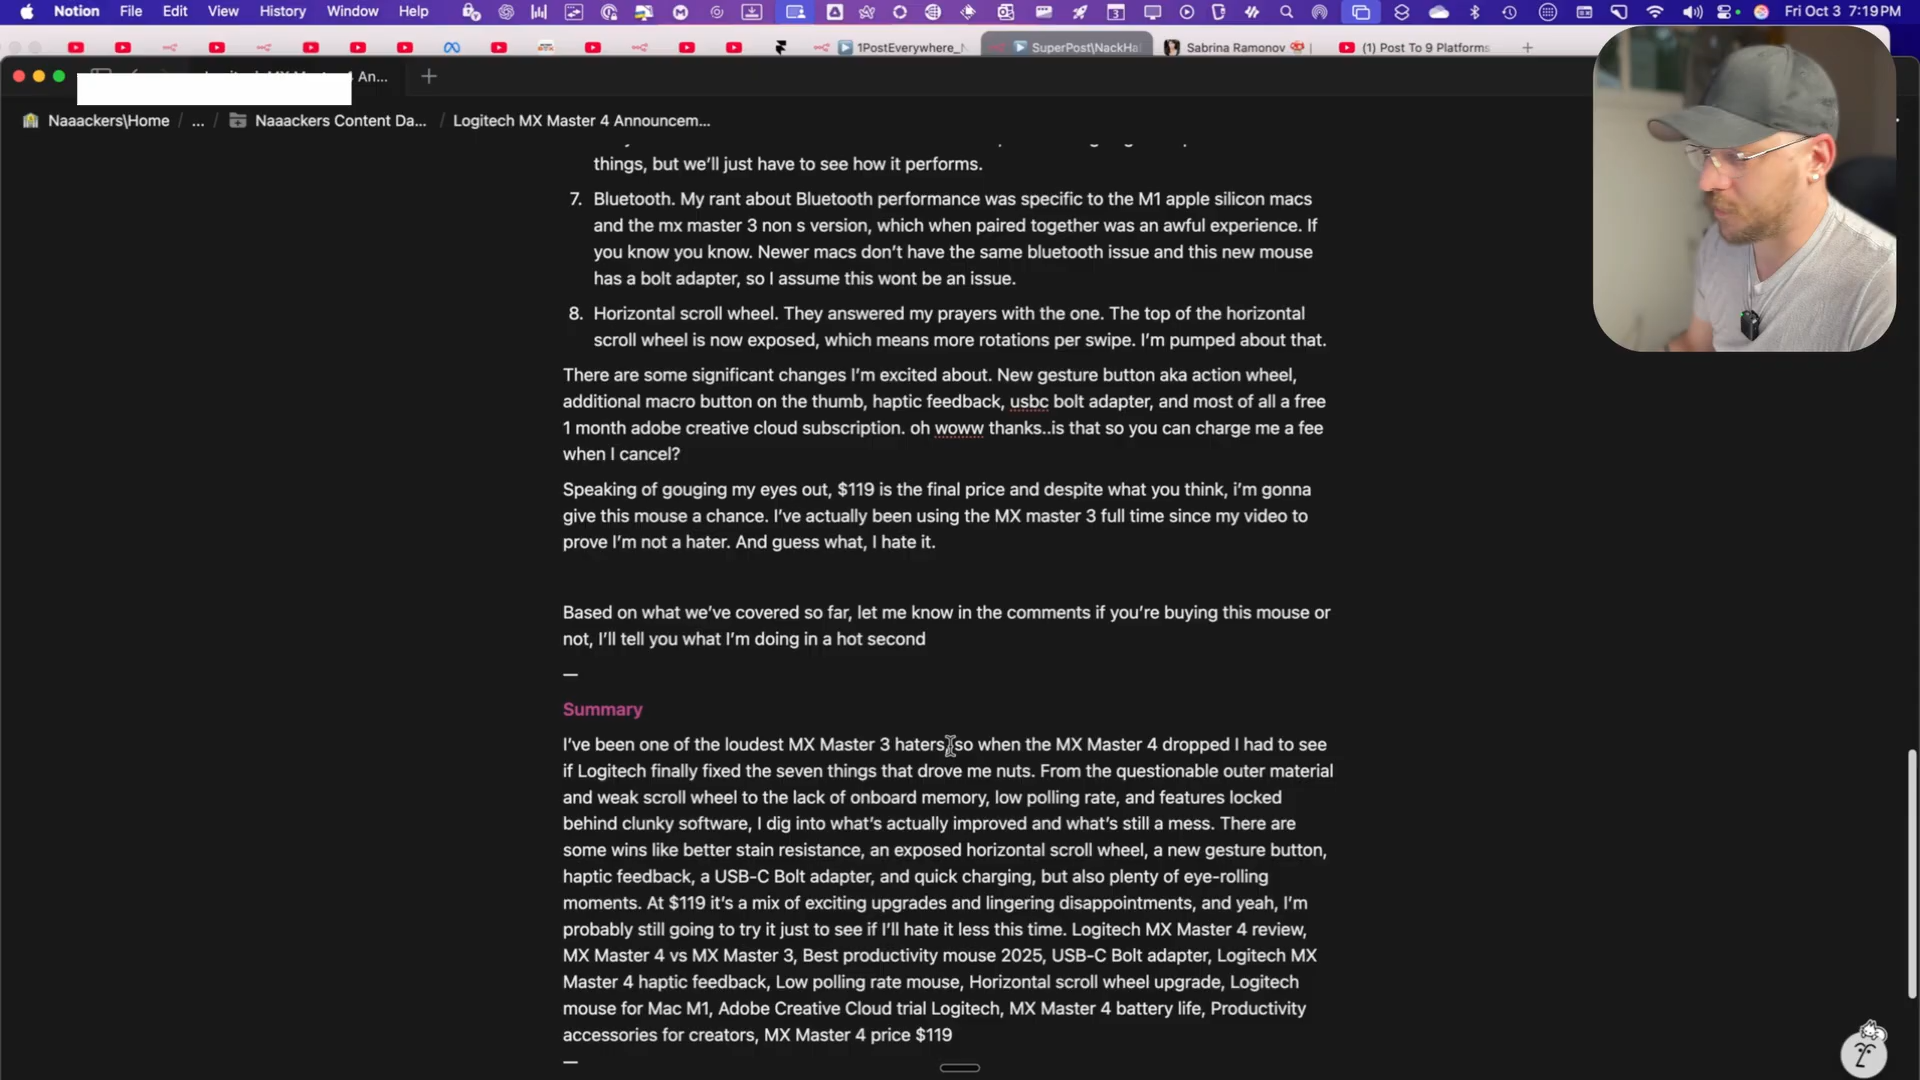 Notion File Edit View History Window Help Fri Oct 3 7:19 PM
1PostEverywhere_N SuperPost\NackHa Sabrina Ramonov (1) Post To 9 Platforms
An...
Naaackers\Home / ... / Naaackers Content Da... / Logitech MX Master 4 Announcem...
things, but we'll just have to see how it performs.
7. Bluetooth. My rant about Bluetooth performance was specific to the M1 apple silicon macs
and the mx master 3 non s version, which when paired together was an awful experience. If
you know you know. Newer macs don't have the same bluetooth issue and this new mouse
has a bolt adapter, so I assume this wont be an issue.
8. Horizontal scroll wheel. They answered my prayers with the one. The top of the horizontal
scroll wheel is now exposed, which means more rotations per swipe. I'm pumped about that.
There are some significant changes I'm excited about. New gesture button aka action wheel,
additional macro button on the thumb, haptic feedback, usbc bolt adapter, and most of all a free
1 month adobe creative cloud subscription. oh woww thanks..is that so you can charge me a fee
when I cancel?
Speaking of gouging my eyes out, $119 is the final price and despite what you think, i'm gonna
give this mouse a chance. I've actually been using the MX master 3 full time since my video to
prove I'm not a hater. And guess what, I hate it.
Based on what we've covered so far, let me know in the comments if you're buying this mouse or
not, I'll tell you what I'm doing in a hot second
—
Summary
I've been one of the loudest MX Master 3 haters, so when the MX Master 4 dropped I had to see
if Logitech finally fixed the seven things that drove me nuts. From the questionable outer material
and weak scroll wheel to the lack of onboard memory, low polling rate, and features locked
behind clunky software, I dig into what's actually improved and what's still a mess. There are
some wins like better stain resistance, an exposed horizontal scroll wheel, a new gesture button,
haptic feedback, a USB-C Bolt adapter, and quick charging, but also plenty of eye-rolling
moments. At $119 it's a mix of exciting upgrades and lingering disappointments, and yeah, I'm
probably still going to try it just to see if I'll hate it less this time. Logitech MX Master 4 review,
MX Master 4 vs MX Master 3, Best productivity mouse 2025, USB-C Bolt adapter, Logitech MX
Master 4 haptic feedback, Low polling rate mouse, Horizontal scroll wheel upgrade, Logitech
mouse for Mac M1, Adobe Creative Cloud trial Logitech, MX Master 4 battery life, Productivity
accessories for creators, MX Master 4 price $119
—